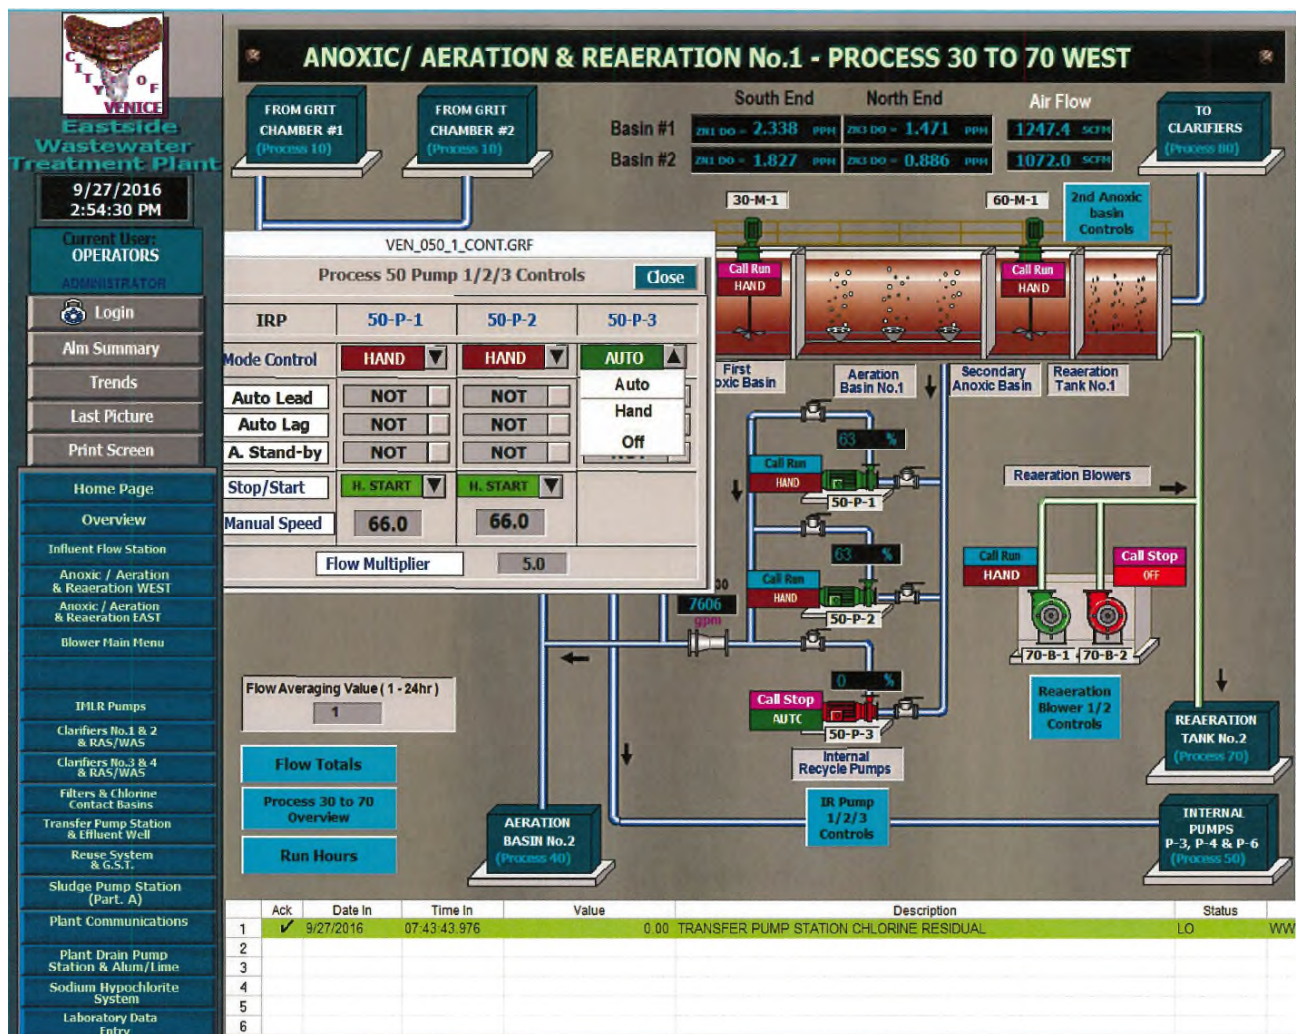 ANOXIC/ AERATION & REAERATION No.1 - PROCESS 30 TO 70 WEST
CITY OF
VENICE
Eastside
Wastewater
Treatment Plant
9/27/2016
2:54:30 PM
Current User:
OPERATORS
ADMINISTRATOR
Login
Alm Summary
Trends
Last Picture
Print Screen
Home Page
Overview
Influent Flow Station
Anoxic / Aeration
& Reaeration WEST
Anoxic / Aeration
& Reaeration EAST
Blower Main Menu
IMLR Pumps
Clarifiers No.1 & 2
& RAS/WAS
Clarifiers No.3 & 4
& RAS/WAS
Filters & Chlorine
Contact Basins
Transfer Pump Station
& Effluent Well
Reuse System
& G.S.T.
Sludge Pump Station
(Part. A)
Plant Communications
Plant Drain Pump
Station & Alum/Lime
Sodium Hypochlorite
System
Laboratory Data
Entry
FROM GRIT
CHAMBER #1
(Process 10)
FROM GRIT
CHAMBER #2
(Process 10)
South End North End Air Flow
Basin #1 ZN1 DO = 2.338 PPM ZN3 DO = 1.471 PPM 1247.4 SCFM
Basin #2 ZN1 DO = 1.827 PPM ZN3 DO = 0.886 PPM 1072.0 SCFM
TO
CLARIFIERS
(Process 80)
30-M-1
60-M-1
2nd Anoxic
basin
Controls
Call Run
HAND
Call Run
HAND
VEN_050_1_CONT.GRF
Process 50 Pump 1/2/3 Controls
Close
IRP 50-P-1 50-P-2 50-P-3
Mode Control HAND HAND AUTO
Auto
Hand
Off
Auto Lead NOT NOT
Auto Lag NOT NOT
A. Stand-by NOT NOT
Stop/Start H. START H. START
Manual Speed 66.0 66.0
Flow Multiplier 5.0
First
oxic Basin
Aeration
Basin No.1
Secondary
Anoxic Basin
Reaeration
Tank No.1
63 %
Call Run
HAND
50-P-1
63 %
Call Run
HAND
50-P-2
7606
gpm
0 %
Call Stop
AUTO
50-P-3
Internal
Recycle Pumps
IR Pump
1/2/3
Controls
Reaeration Blowers
Call Run
HAND
Call Stop
OFF
70-B-1
70-B-2
Reaeration
Blower 1/2
Controls
REAERATION
TANK No.2
(Process 70)
INTERNAL
PUMPS
P-3, P-4 & P-6
(Process 50)
Flow Averaging Value ( 1 - 24hr )
1
Flow Totals
Process 30 to 70
Overview
Run Hours
AERATION
BASIN No.2
(Process 40)
Ack Date In Time In Value Description Status
1 ✓ 9/27/2016 07:43:43.976 0.00 TRANSFER PUMP STATION CHLORINE RESIDUAL LO WW
2
3
4
5
6